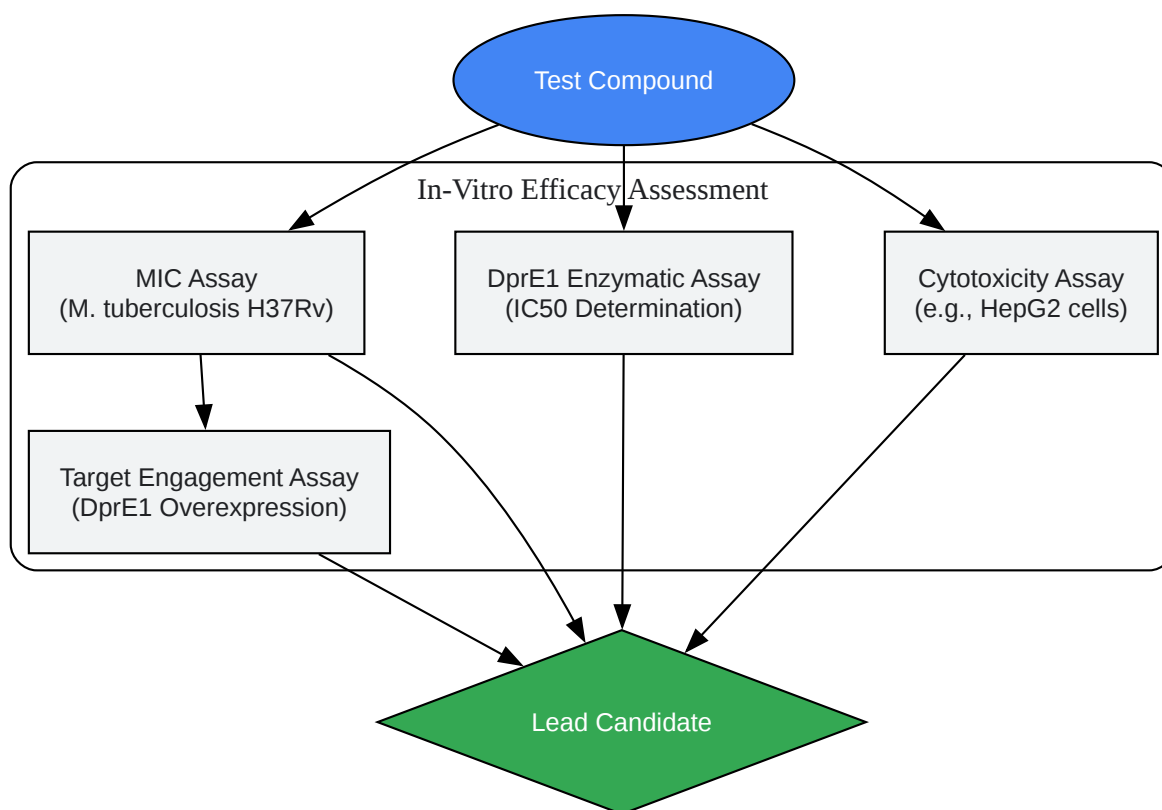 Test Compound
In-Vitro Efficacy Assessment
MIC Assay
(M. tuberculosis H37Rv)
DprE1 Enzymatic Assay
(IC50 Determination)
Cytotoxicity Assay
(e.g., HepG2 cells)
Target Engagement Assay
(DprE1 Overexpression)
Lead Candidate